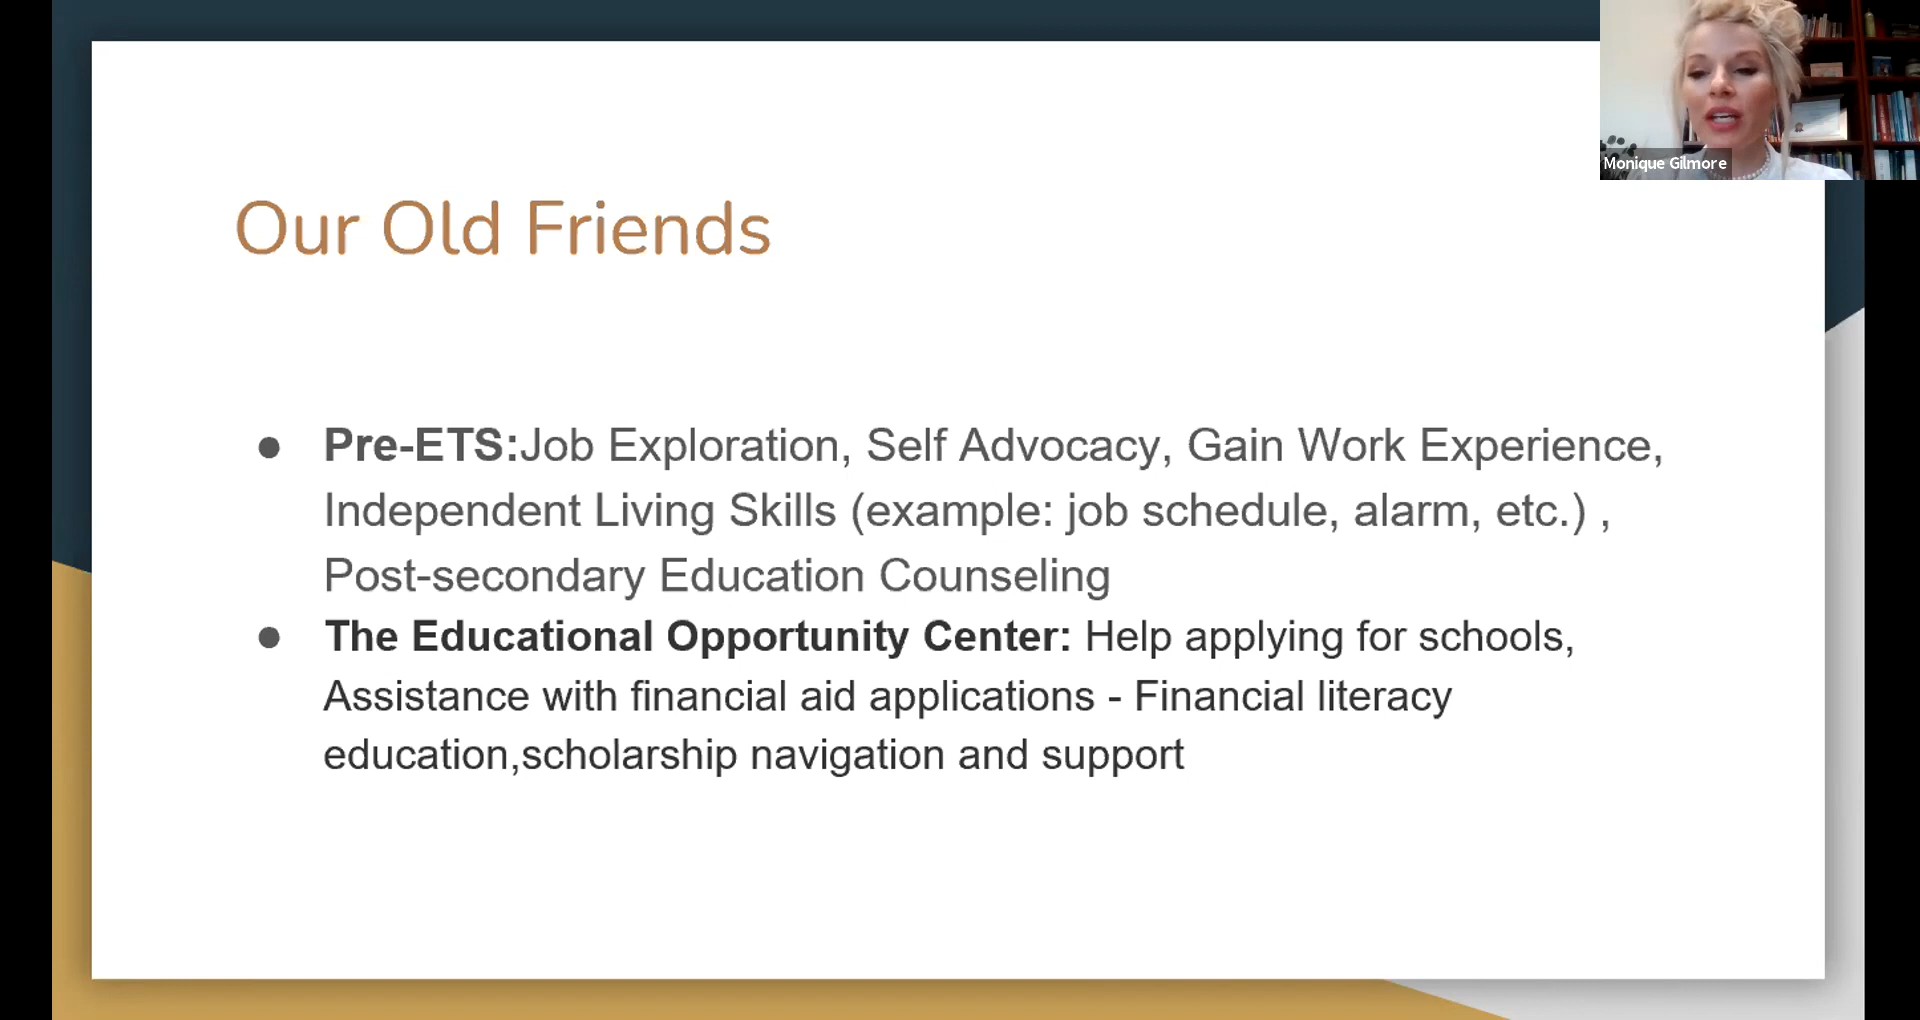 Monique Gilmore
Our Old Friends
● Pre-ETS:Job Exploration, Self Advocacy, Gain Work Experience,
Independent Living Skills (example: job schedule, alarm, etc.) ,
Post-secondary Education Counseling
● The Educational Opportunity Center: Help applying for schools,
Assistance with financial aid applications - Financial literacy
education,scholarship navigation and support